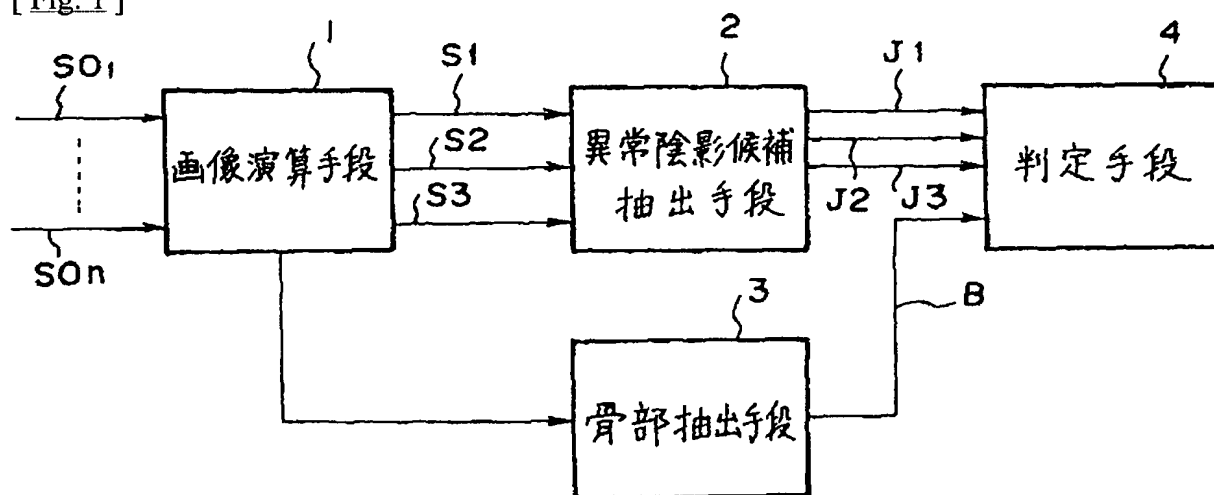 [ Fig. 1 ]
1
2
4
SO1
S1
J1
画像演算手段
S2
異常陰影候補
抽出手段
判定手段
S3
J2
J3
SOn
3
B
骨部抽出手段